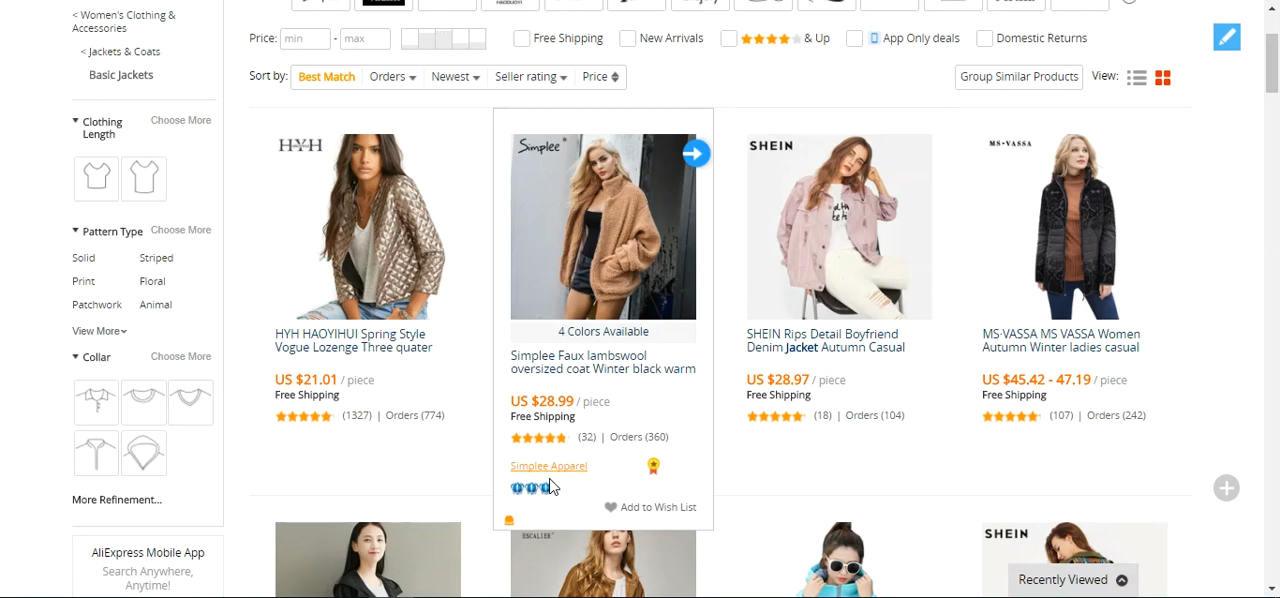 < Women's Clothing &
Accessories
< Jackets & Coats
Basic Jackets
Clothing
Length
Choose More
Pattern Type
Choose More
Solid
Striped
Print
Floral
Patchwork
Animal
View More
Collar
Choose More
More Refinement...
AliExpress Mobile App
Search Anywhere,
Anytime!
Price: min - max
Free Shipping
New Arrivals
& Up
App Only deals
Domestic Returns
Sort by: Best Match Orders Newest Seller rating Price
Group Similar Products
View:
HYH
HYH HAOYIHUI Spring Style
Vogue Lozenge Three quater
US $21.01 / piece
Free Shipping
(1327) | Orders (774)
Simplee
4 Colors Available
Simplee Faux lambswool
oversized coat Winter black warm
US $28.99 / piece
Free Shipping
(32) | Orders (360)
Simplee Apparel
Add to Wish List
SHEIN
SHEIN Rips Detail Boyfriend
Denim Jacket Autumn Casual
US $28.97 / piece
Free Shipping
(18) | Orders (104)
MS·VASSA
MS·VASSA MS VASSA Women
Autumn Winter ladies casual
US $45.42 - 47.19 / piece
Free Shipping
(107) | Orders (242)
ESCALIER
SHEIN
Recently Viewed